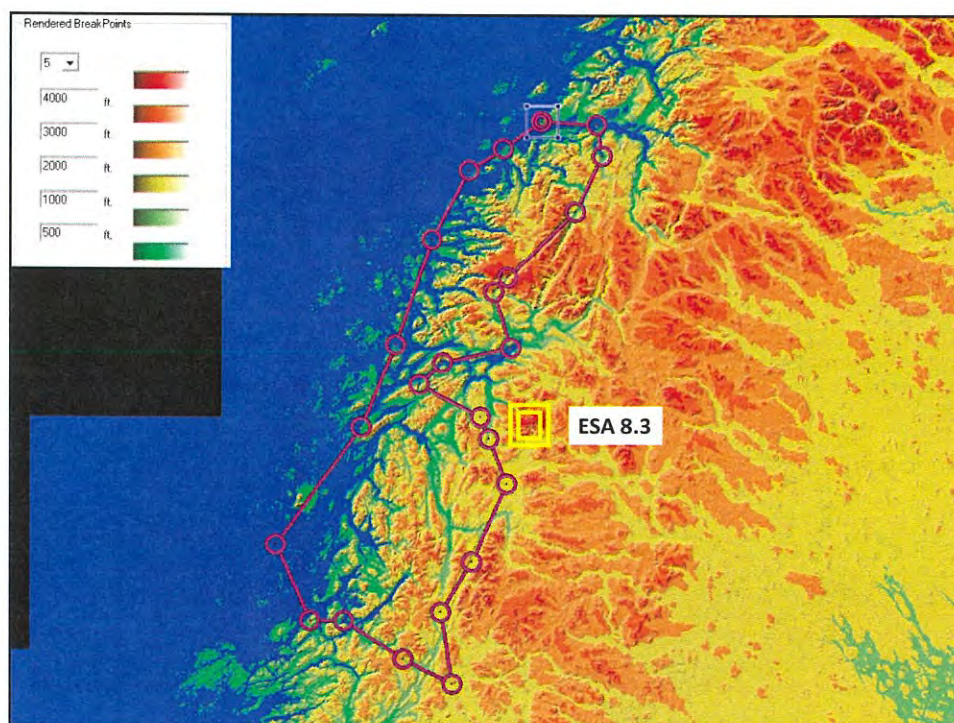 Rendered BreakPoints
5
4000 ft.
3000 ft.
2000 ft.
1000 ft.
500 ft.
ESA 8.3